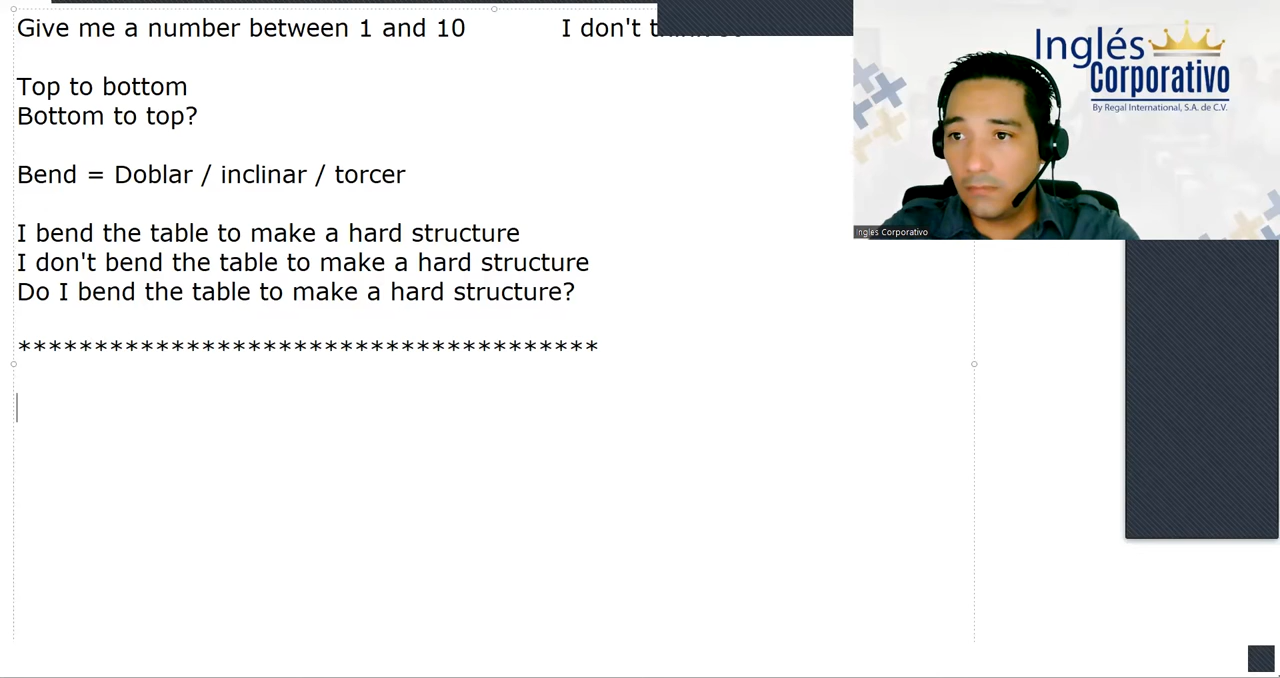 Give me a number between 1 and 10 I don't
Top to bottom
Bottom to top?
Bend = Doblar / inclinar / torcer
I bend the table to make a hard structure
I don't bend the table to make a hard structure
Do I bend the table to make a hard structure?
**************************************
Inglés
Corporativo
By Regal International, S.A. de C.V.
Inglés Corporativo